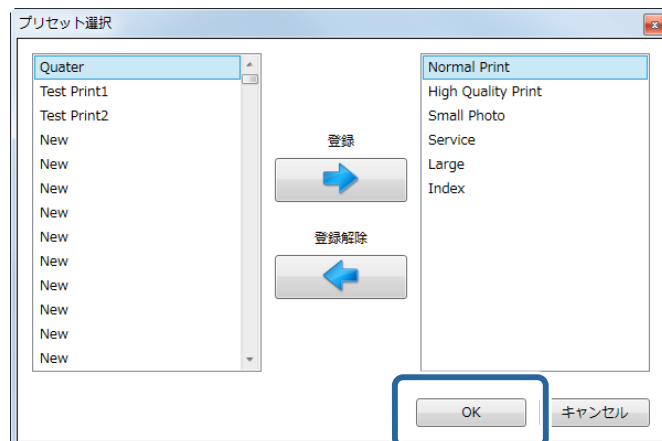 プリセット選択
Quater
Test Print1
Test Print2
New
New
New
New
New
New
New
New
New
New
登録
登録解除
Normal Print
High Quality Print
Small Photo
Service
Large
Index
OK
キャンセル